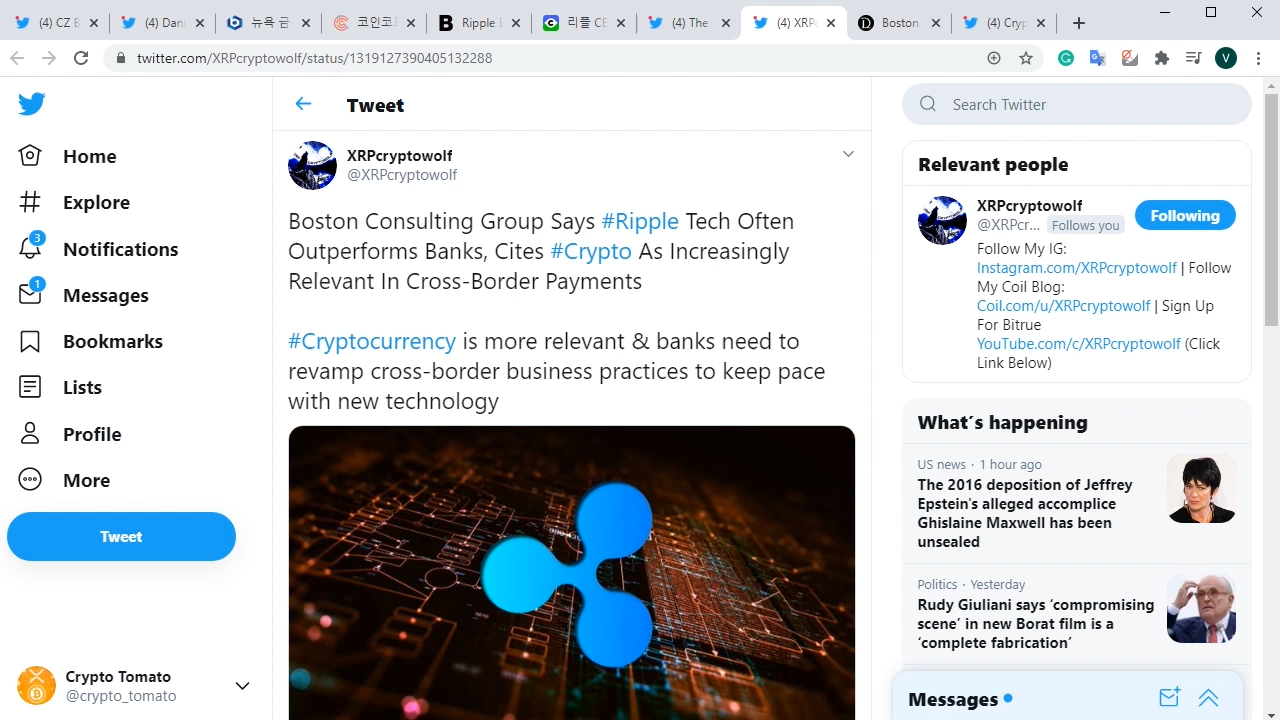 (4) CZ B
(4) Dani
뉴욕 금
코인코
Ripple E
리플 CE
(4) The
(4) XRPc
Boston
(4) Cryp
twitter.com/XRPcryptowolf/status/1319127390405132288
V
Tweet
Search Twitter
Home
Explore
3
Notifications
1
Messages
Bookmarks
Lists
Profile
More
Tweet
Crypto Tomato
@crypto_tomato
XRPcryptowolf
@XRPcryptowolf
Boston Consulting Group Says #Ripple Tech Often
Outperforms Banks, Cites #Crypto As Increasingly
Relevant In Cross-Border Payments
#Cryptocurrency is more relevant & banks need to
revamp cross-border business practices to keep pace
with new technology
Relevant people
XRPcryptowolf
@XRPcr... Follows you
Following
Follow My IG:
Instagram.com/XRPcryptowolf | Follow
My Coil Blog:
Coil.com/u/XRPcryptowolf | Sign Up
For Bitrue
YouTube.com/c/XRPcryptowolf (Click
Link Below)
What's happening
US news · 1 hour ago
The 2016 deposition of Jeffrey
Epstein's alleged accomplice
Ghislaine Maxwell has been
unsealed
Politics · Yesterday
Rudy Giuliani says ‘compromising
scene’ in new Borat film is a
‘complete fabrication’
Messages